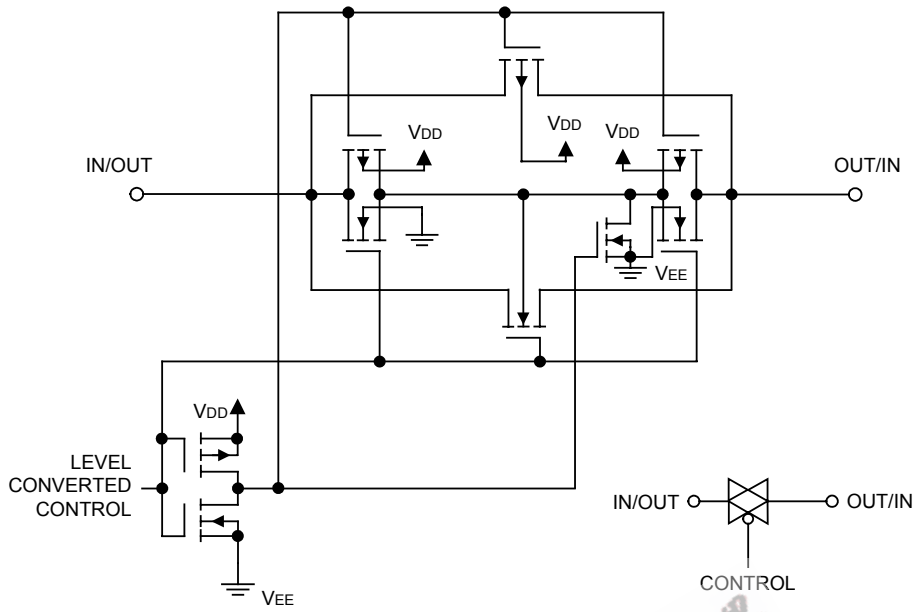 VDD
VDD
VDD
IN/OUT
OUT/IN
VEE
VDD
LEVEL
CONVERTED
CONTROL
IN/OUT
OUT/IN
CONTROL
VEE